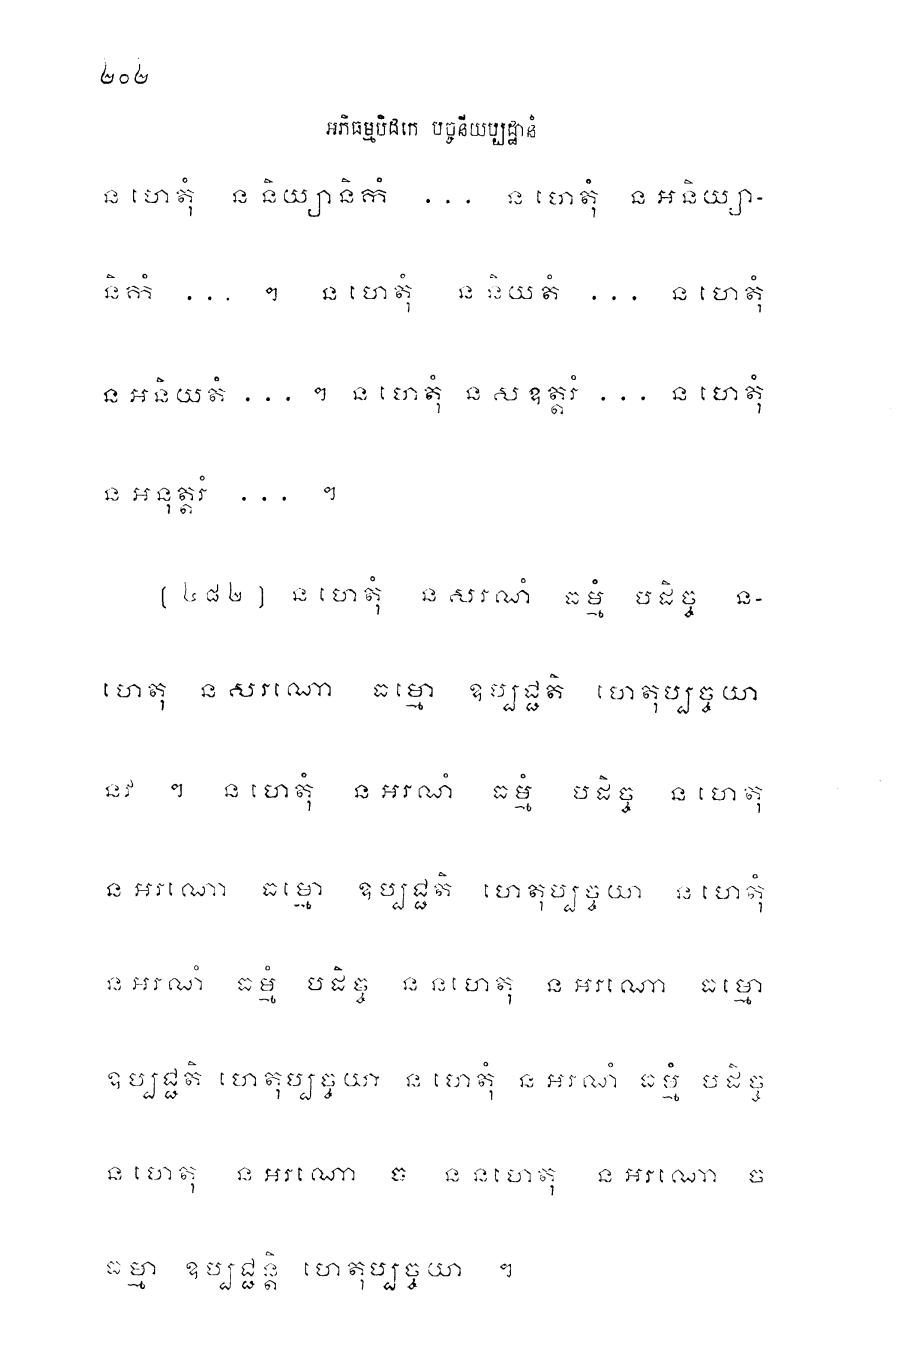 ២០២
អភិធម្មបិដកេ បច្ចនីយប្បដ្ឋានំ
ន ហេតុំ ន និយ្យានិកំ ... ន ហេតុំ ន អនិយ្យា-
និកំ ... ៗ ន ហេតុំ ន និយតំ ... ន ហេតុំ
ន អនិយតំ ... ៗ ន ហេតុំ ន សឧត្តរំ ... ន ហេតុំ
ន អនុត្តរំ ... ៗ
[៤៨២] ន ហេតុំ ន សរណំ ធម្មំ បដិច្ច ន-
ហេតុ ន សរណោ ធម្មោ ឧប្បជ្ជតិ ហេតុប្បច្ចយា
នវ ៗ ន ហេតុំ ន អរណំ ធម្មំ បដិច្ច ន ហេតុ
ន អរណោ ធម្មោ ឧប្បជ្ជតិ ហេតុប្បច្ចយា ន ហេតុំ
ន អរណំ ធម្មំ បដិច្ច ន នហេតុ ន អរណោ ធម្មោ
ឧប្បជ្ជតិ ហេតុប្បច្ចយា ន ហេតុំ ន អរណំ ធម្មំ បដិច្ច
ន ហេតុ ន អរណោ ច ន នហេតុ ន អរណោ ច
ធម្មា ឧប្បជ្ជន្តិ ហេតុប្បច្ចយា ៗ